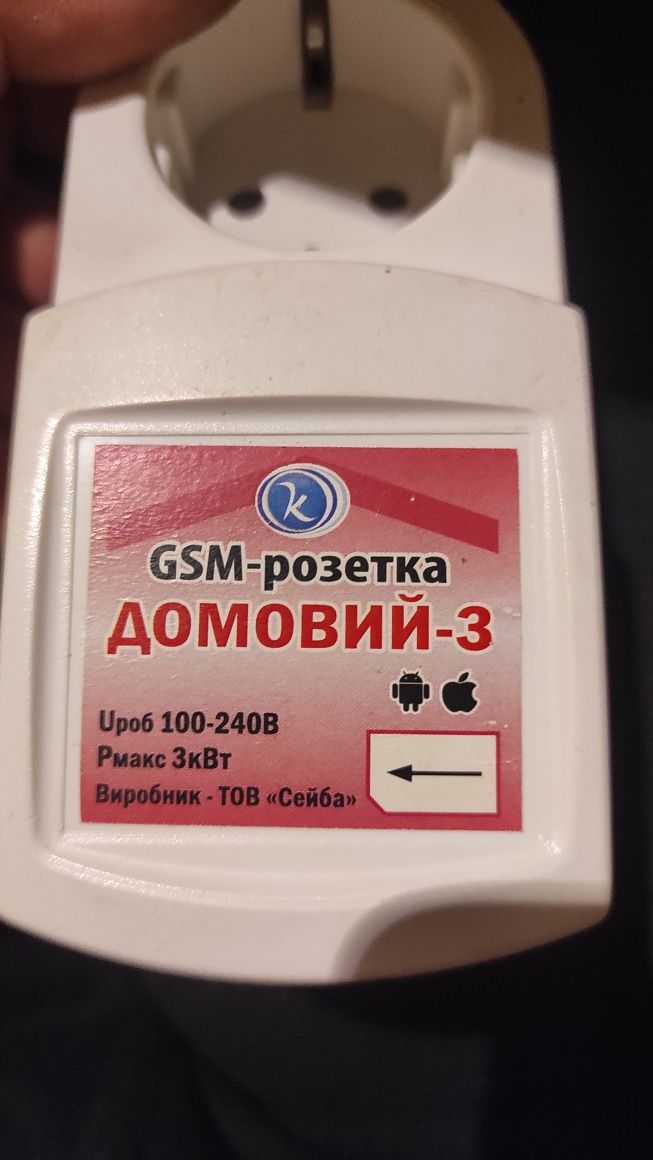 k
GSM-розетка
ДОМОВИЙ-3
Uроб 100-240В
Рмакс 3кВт
Виробник - ТОВ «Сейба»